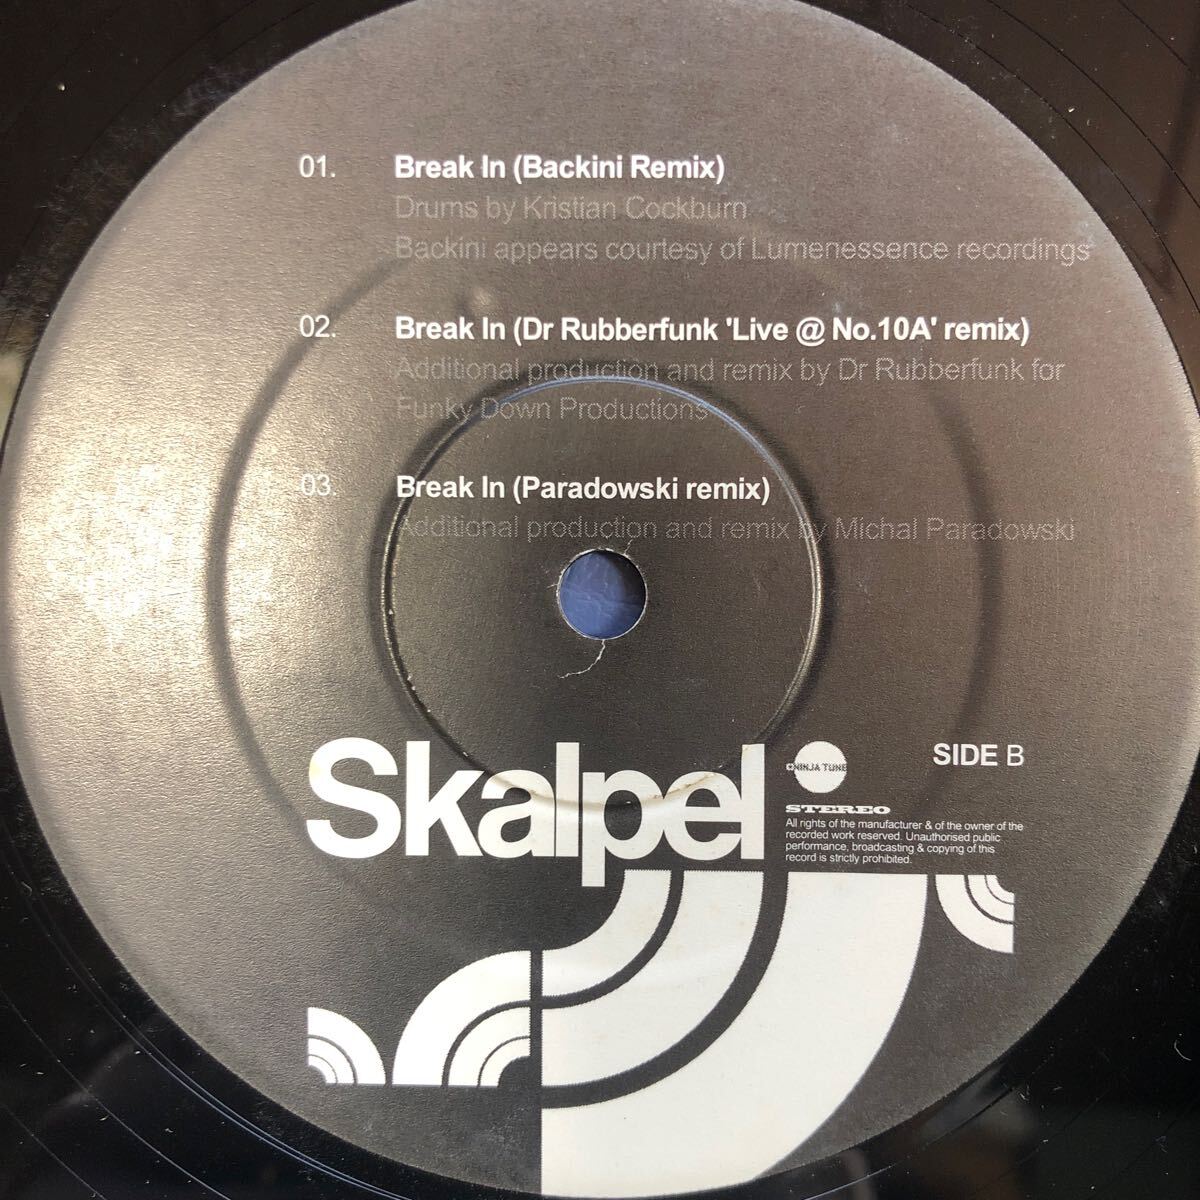 01. Break In (Backini Remix)
Drums by Kristian Cockburn
Backini appears courtesy of Lumenessence recordings
02. Break In (Dr Rubberfunk 'Live @ No.10A' remix)
Additional production and remix by Dr Rubberfunk for
Funky Down Productions
03. Break In (Paradowski remix)
Additional production and remix by Michal Paradowski
Skalpel
NINJA TUNE
SIDE B
STEREO
All rights of the manufacturer & of the owner of the
recorded work reserved. Unauthorised public
performance, broadcasting & copying of this
record is strictly prohibited.